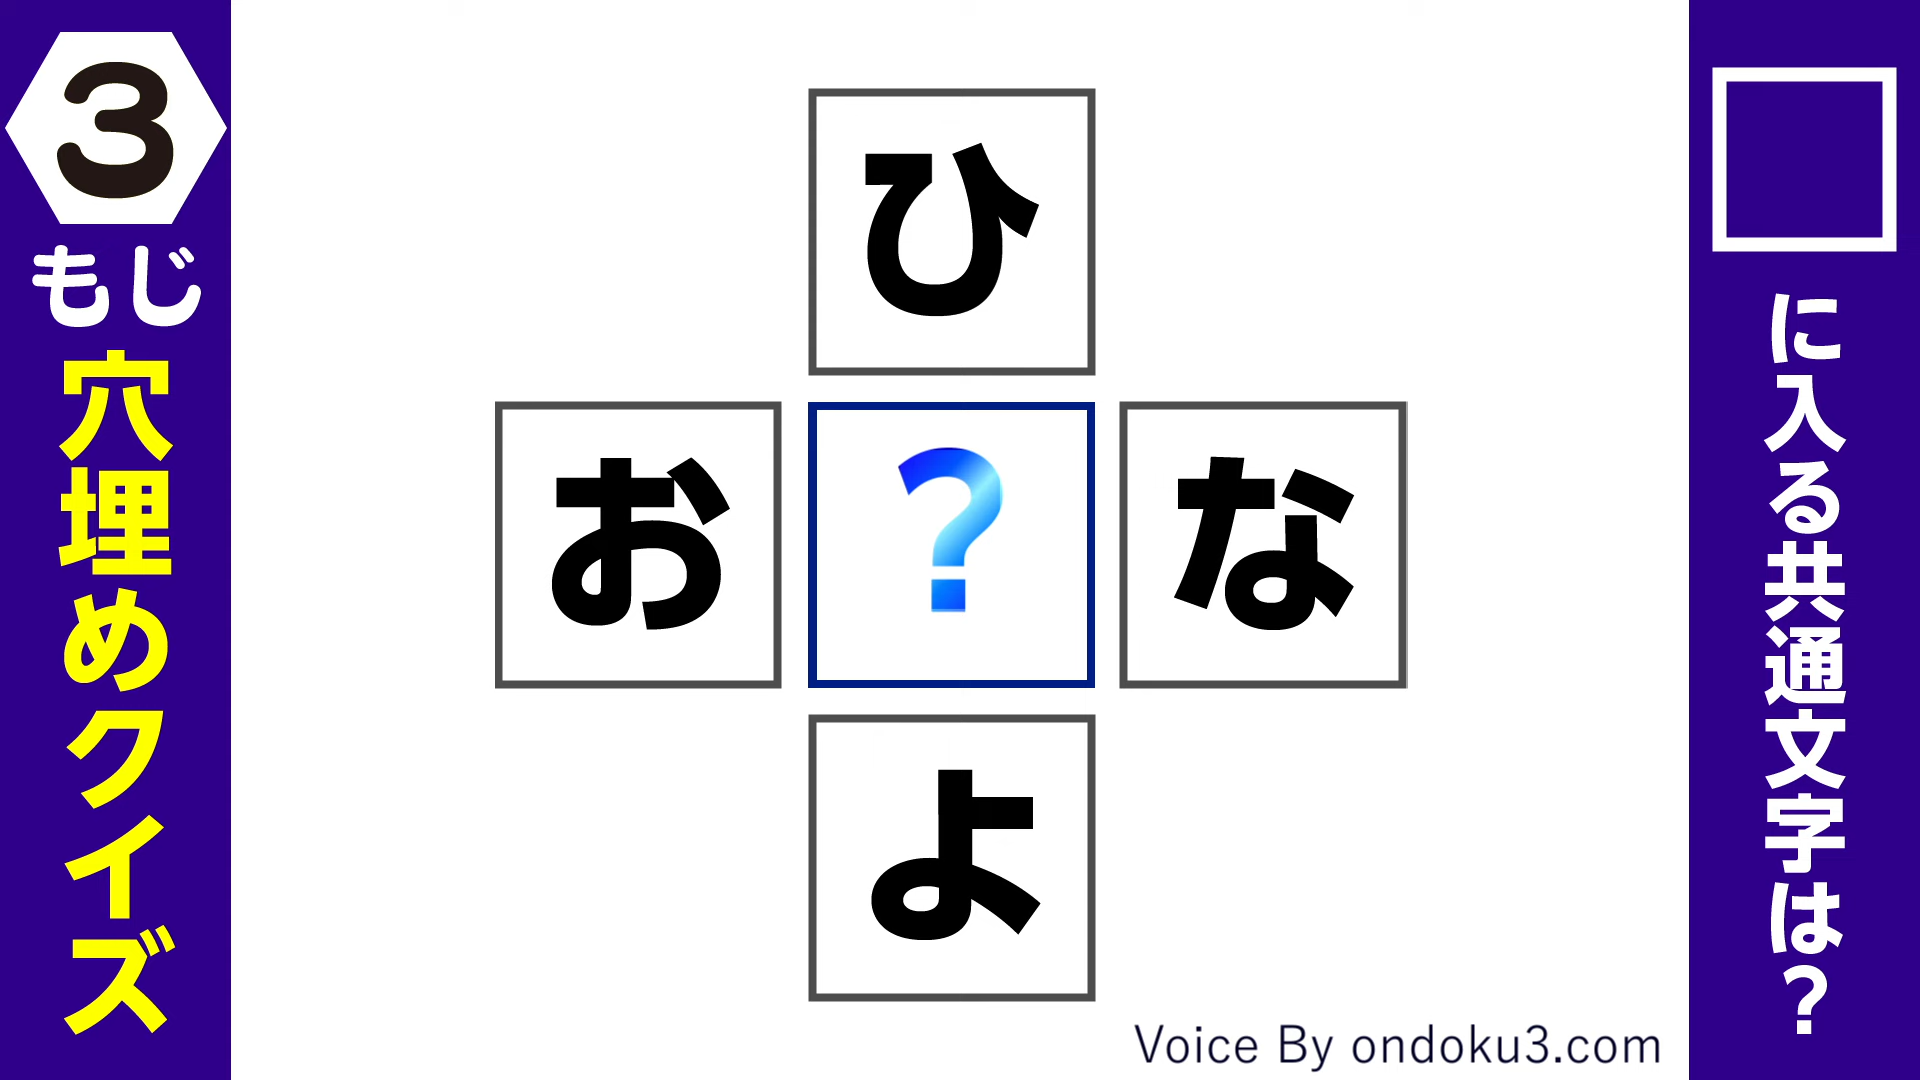 3
もじ
穴埋めクイズ
ひ
お ? な
よ
に入る共通文字は?
Voice By ondoku3.com